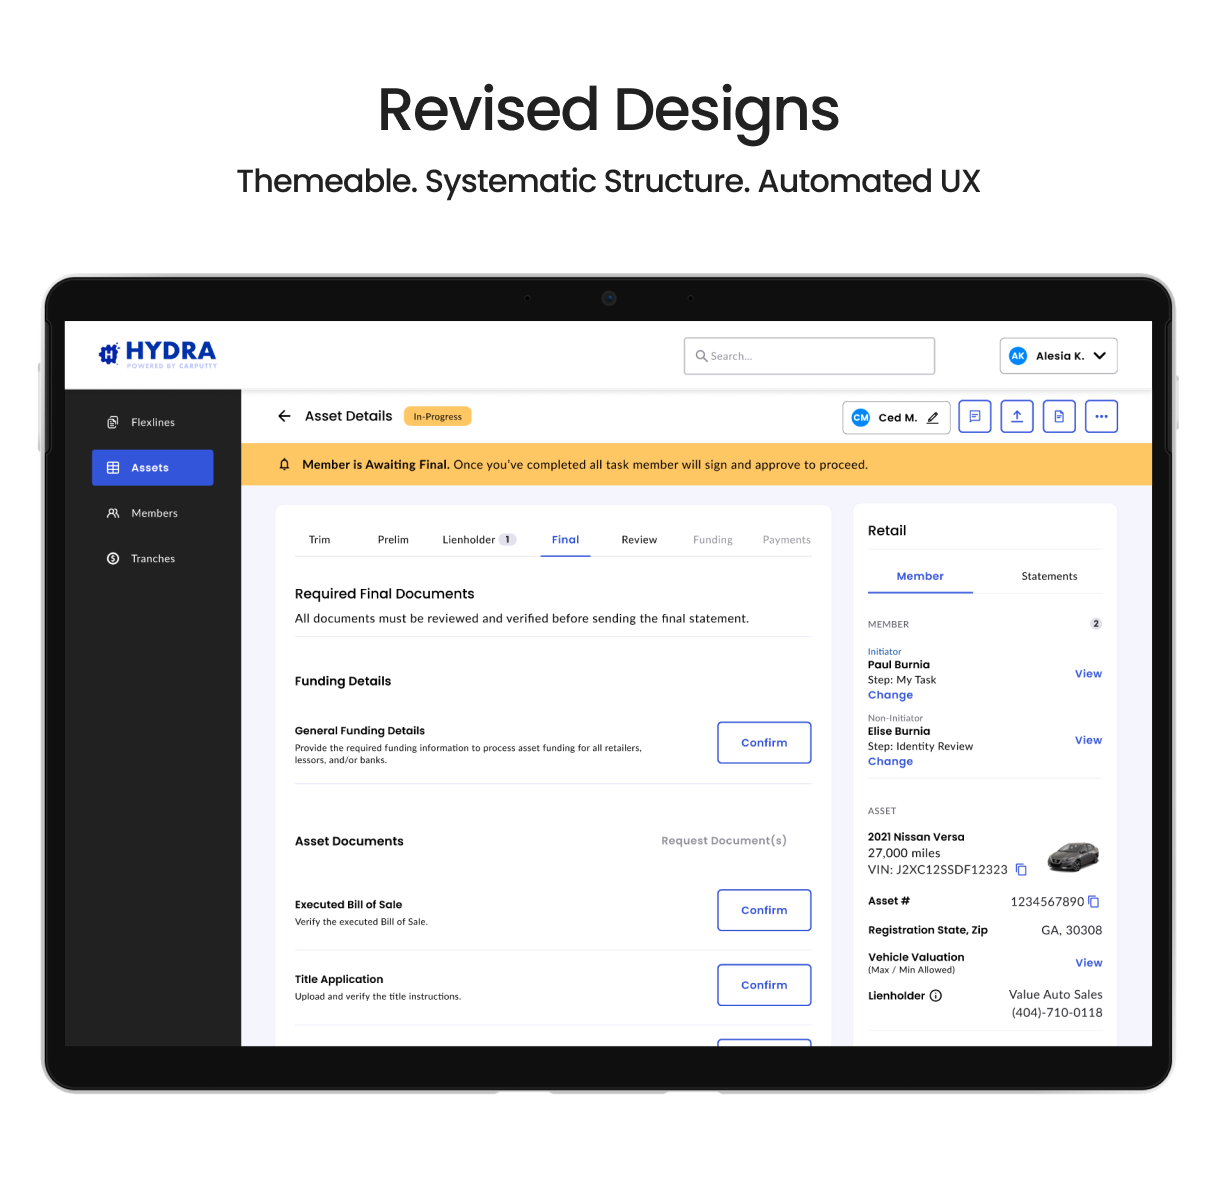 Revised Designs
Themeable. Systematic Structure. Automated UX
HYDRA
POWERED BY CARPUTTY
Search...
AK Alesia K.
Flexlines
Assets
Members
Tranches
Asset Details In-Progress
CM Ced M.
Member is Awaiting Final. Once you've completed all task member will sign and approve to proceed.
Trim Prelim Lienholder 1 Final Review Funding Payments
Required Final Documents
All documents must be reviewed and verified before sending the final statement.
Funding Details
General Funding Details
Provide the required funding information to process asset funding for all retailers,
lessors, and/or banks.
Confirm
Asset Documents Request Document(s)
Executed Bill of Sale
Verify the executed Bill of Sale.
Confirm
Title Application
Upload and verify the title instructions.
Confirm
Retail
Member Statements
MEMBER 2
Initiator
Paul Burnia
Step: My Task
Change
View
Non-Initiator
Elise Burnia
Step: Identity Review
Change
View
ASSET
2021 Nissan Versa
27,000 miles
VIN: J2XC12SSDF12323
Asset # 1234567890
Registration State, Zip GA, 30308
Vehicle Valuation
(Max / Min Allowed)
View
Lienholder Value Auto Sales
(404)-710-0118